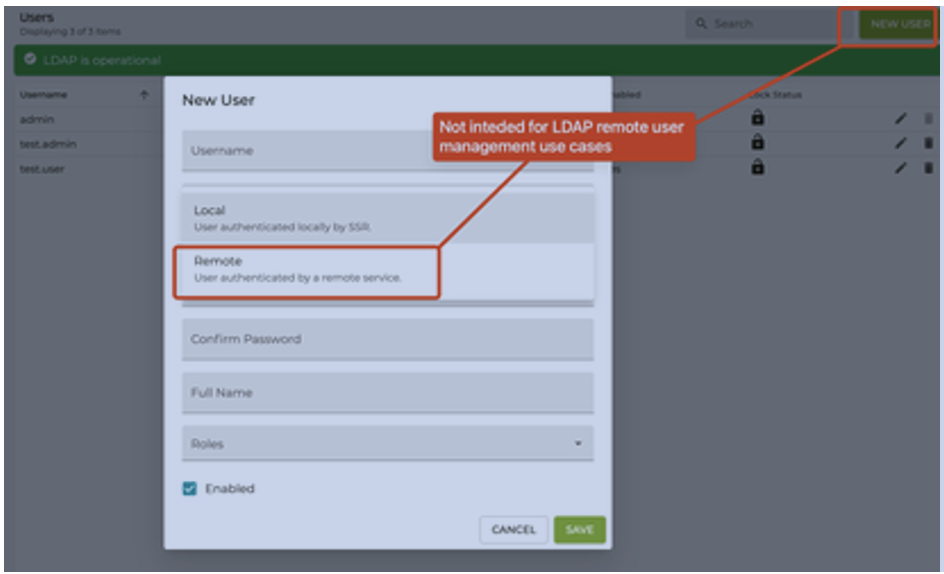 Users
Displaying 3 of 3 items
Search
NEW USER
LDAP is operational
Username
abled
ock Status
admin
test.admin
test.user
New User
Username
Not inteded for LDAP remote user
management use cases
Local
User authenticated locally by SSR.
Remote
User authenticated by a remote service.
Confirm Password
Full Name
Roles
Enabled
CANCEL
SAVE